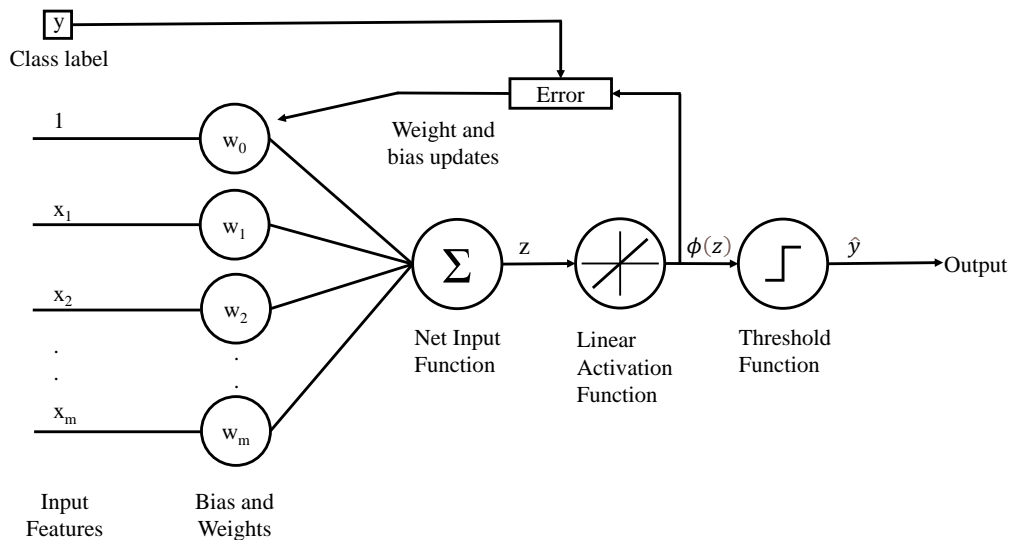 y
Class label
Error
1
w₀
Weight and
bias updates
x₁
w₁
x₂
w₂
Σ
z
ϕ(z)
ŷ
Output
Net Input
Function
Linear
Activation
Function
Threshold
Function
.
.
.
.
xₘ
wₘ
Input
Features
Bias and
Weights